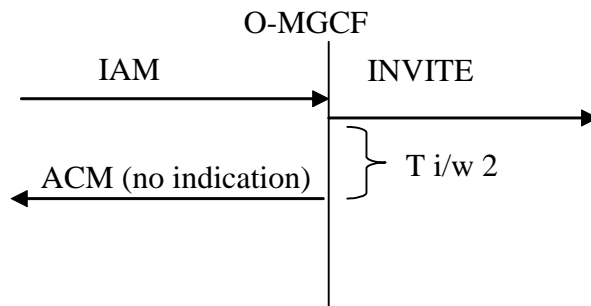 O-MGCF
IAM
INVITE
T i/w 2
ACM (no indication)